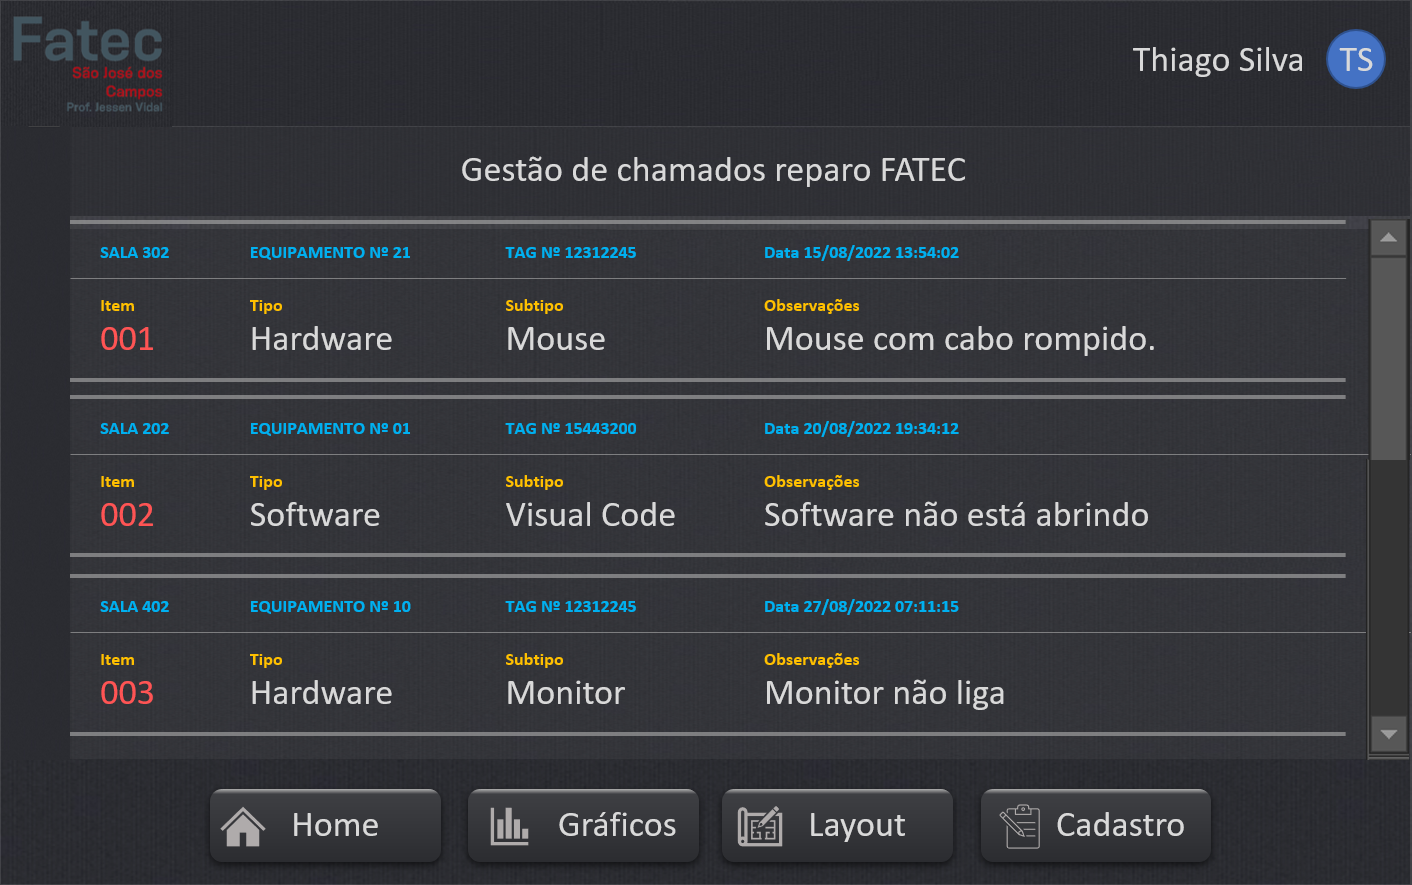 Fatec
São José dos
Campos
Prof. Jessen Vidal
Thiago Silva TS
Gestão de chamados reparo FATEC
SALA 302 EQUIPAMENTO Nº 21 TAG Nº 12312245 Data 15/08/2022 13:54:02
Item Tipo Subtipo Observações
001 Hardware Mouse Mouse com cabo rompido.
SALA 202 EQUIPAMENTO Nº 01 TAG Nº 15443200 Data 20/08/2022 19:34:12
Item Tipo Subtipo Observações
002 Software Visual Code Software não está abrindo
SALA 402 EQUIPAMENTO Nº 10 TAG Nº 12312245 Data 27/08/2022 07:11:15
Item Tipo Subtipo Observações
003 Hardware Monitor Monitor não liga
Home Gráficos Layout Cadastro